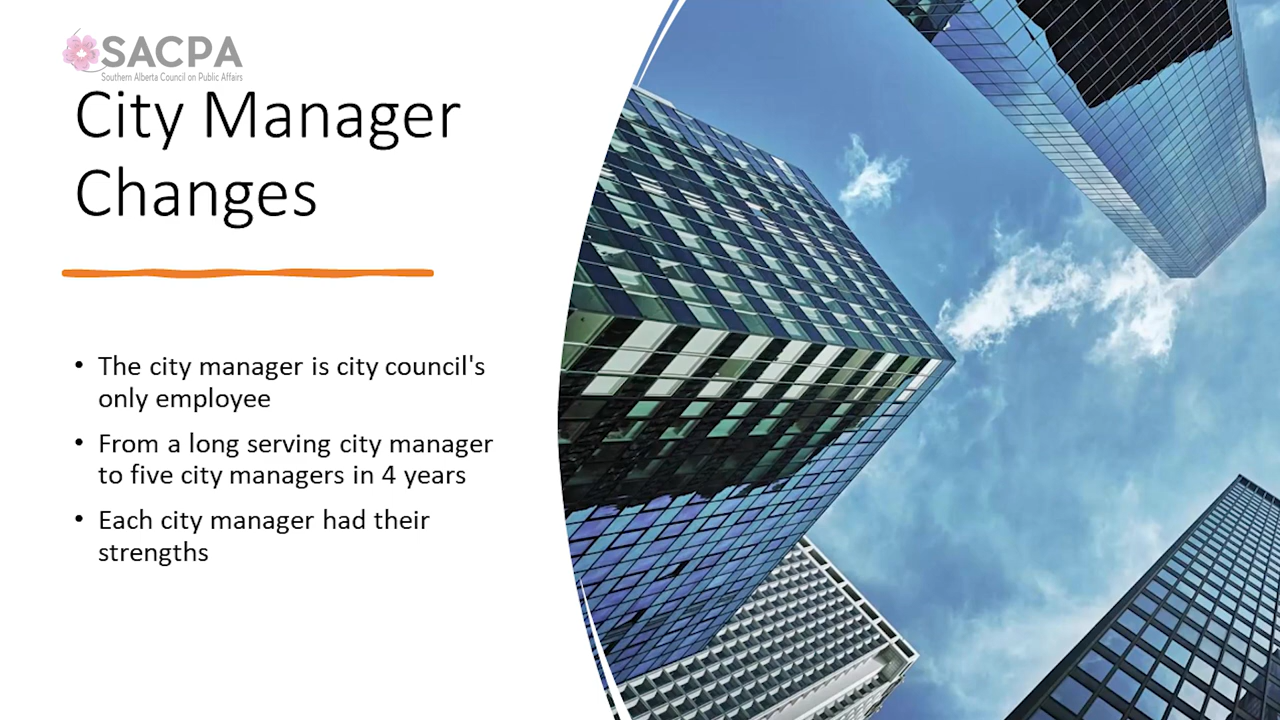 SACPA
Southern Alberta Council on Public Affairs
City Manager
Changes
• The city manager is city council's
only employee
• From a long serving city manager
to five city managers in 4 years
• Each city manager had their
strengths